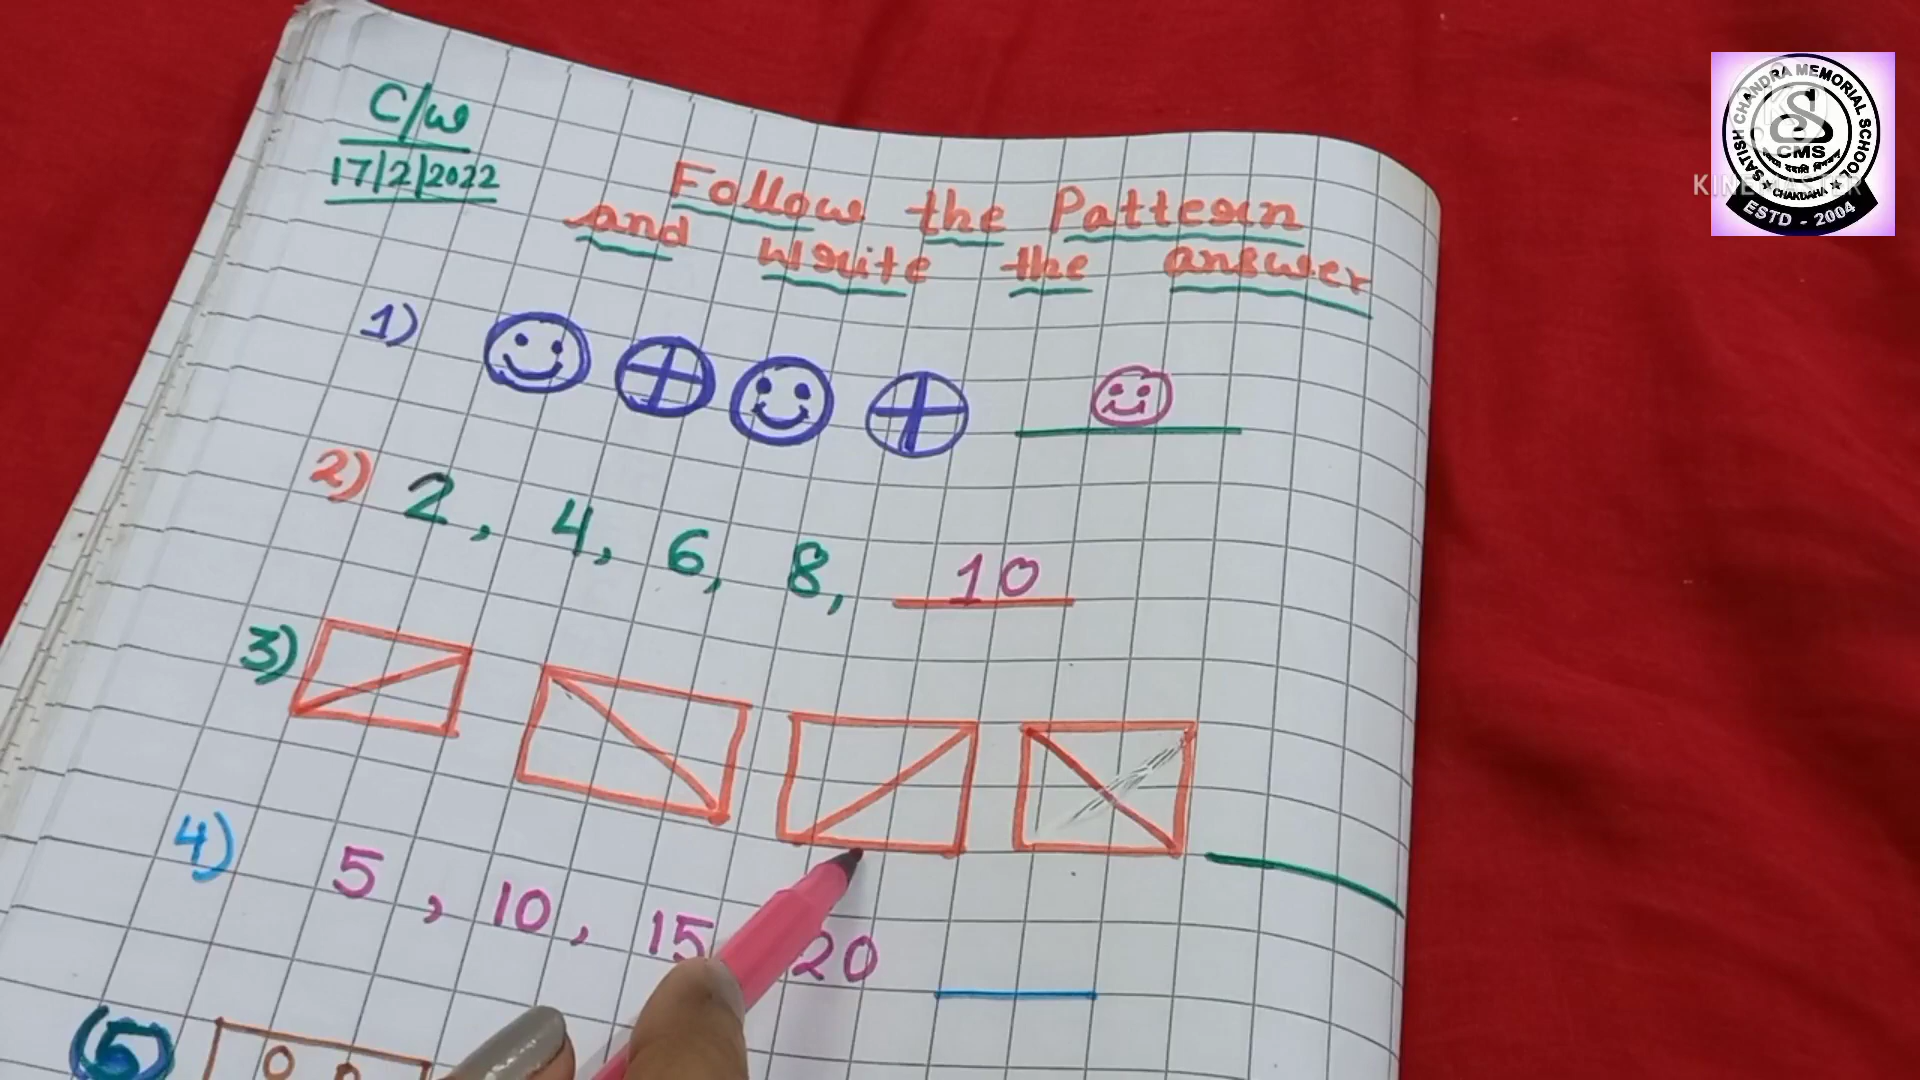 C/W
17/2/2022
Follow the Pattern
and write the answer
1)
2) 2, 4, 6, 8, 10
3)
4) 5, 10, 15 20
(5)
SATISH CHANDRA MEMORIAL SCHOOL
CMS
CHAKDAHA
ESTD - 2004